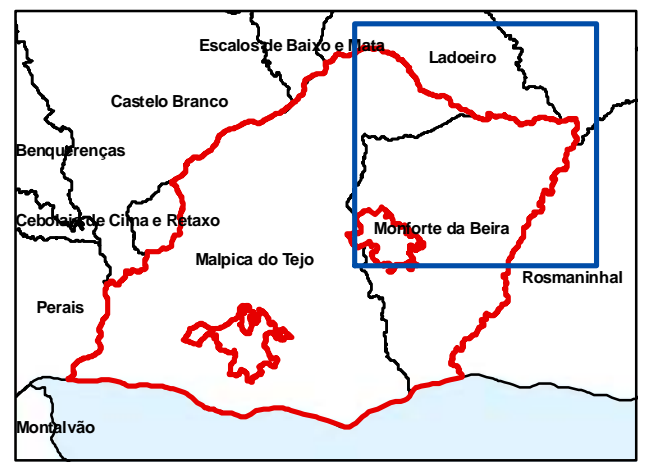 Escalos de Baixo e Mata
Ladoeiro
Castelo Branco
Benquerenças
Cebolais de Cima e Retaxo
Monforte da Beira
Malpica do Tejo
Rosmaninhal
Perais
Montalvão